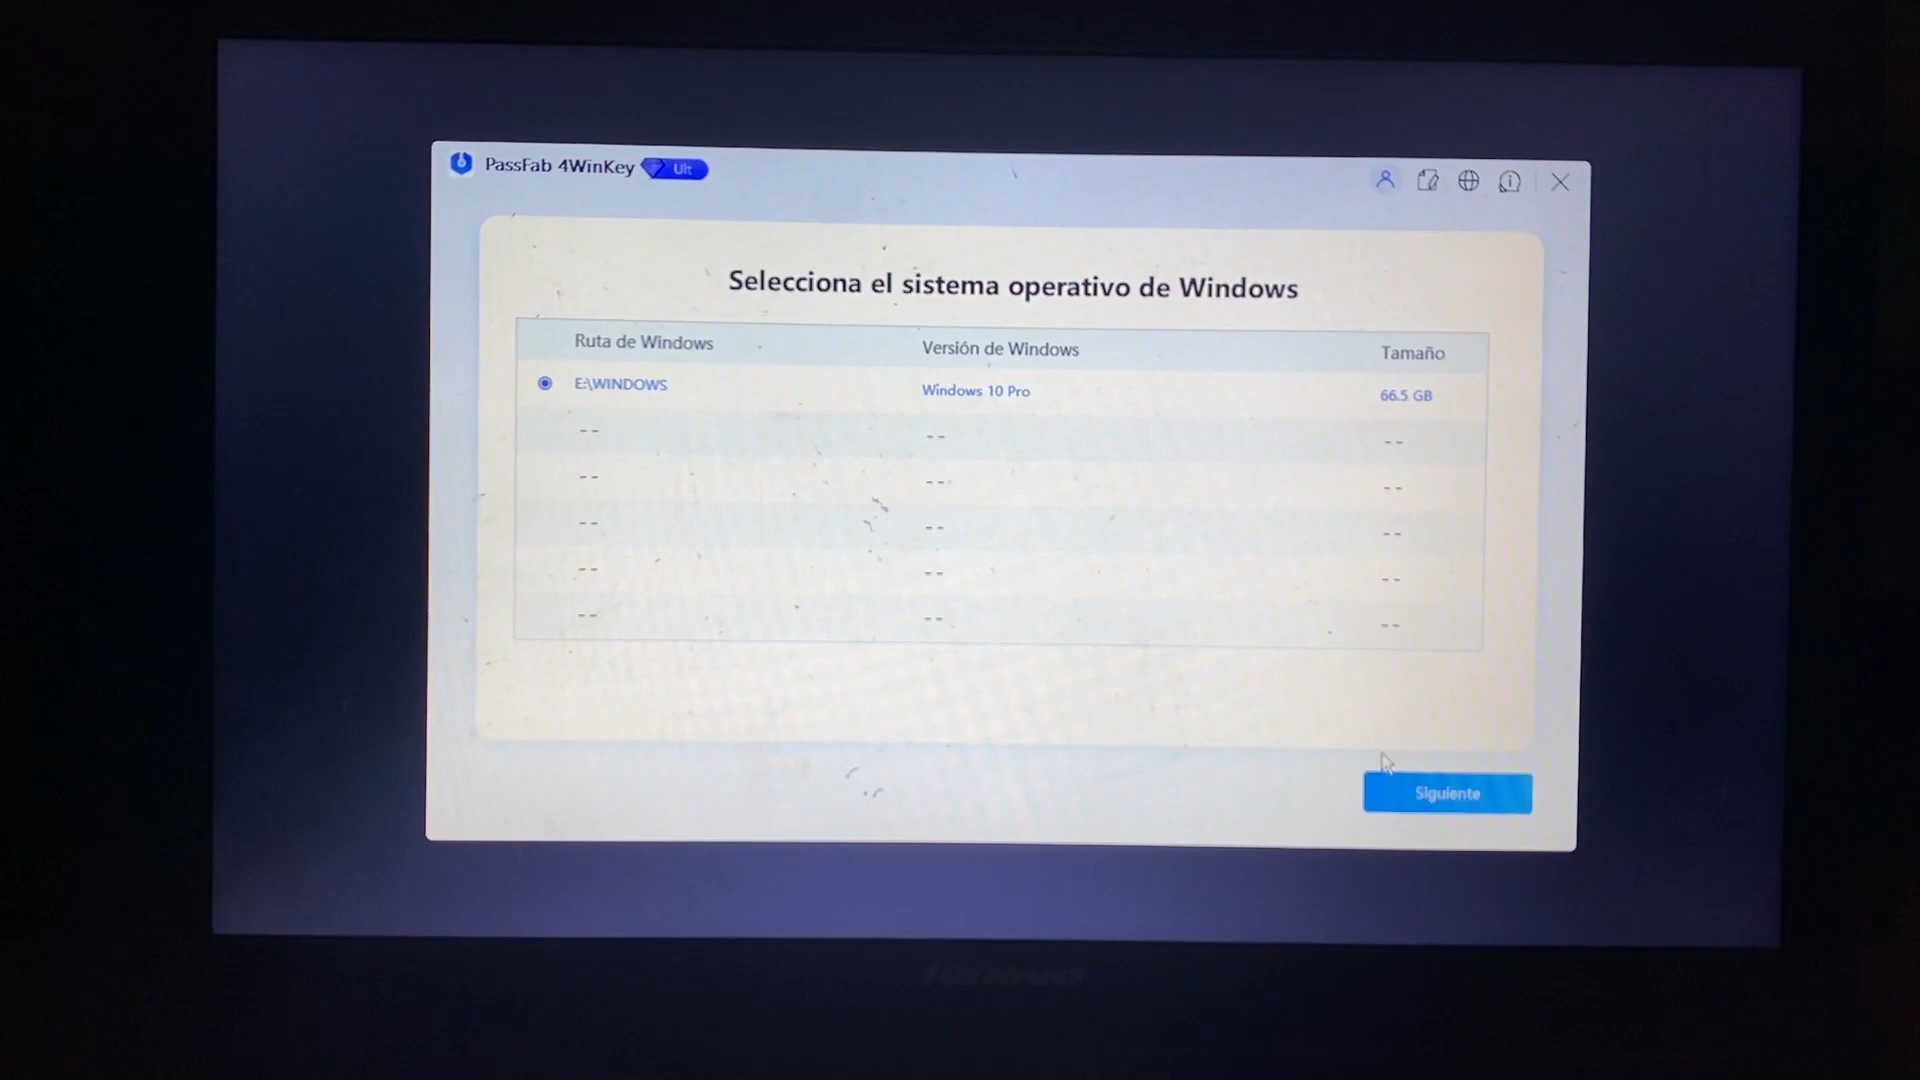 PassFab 4WinKey Ult
Selecciona el sistema operativo de Windows
Ruta de Windows Versión de Windows Tamaño
E:\WINDOWS Windows 10 Pro 66.5 GB
-- -- --
-- -- --
-- -- --
-- -- --
-- -- --
Siguiente
lenovo